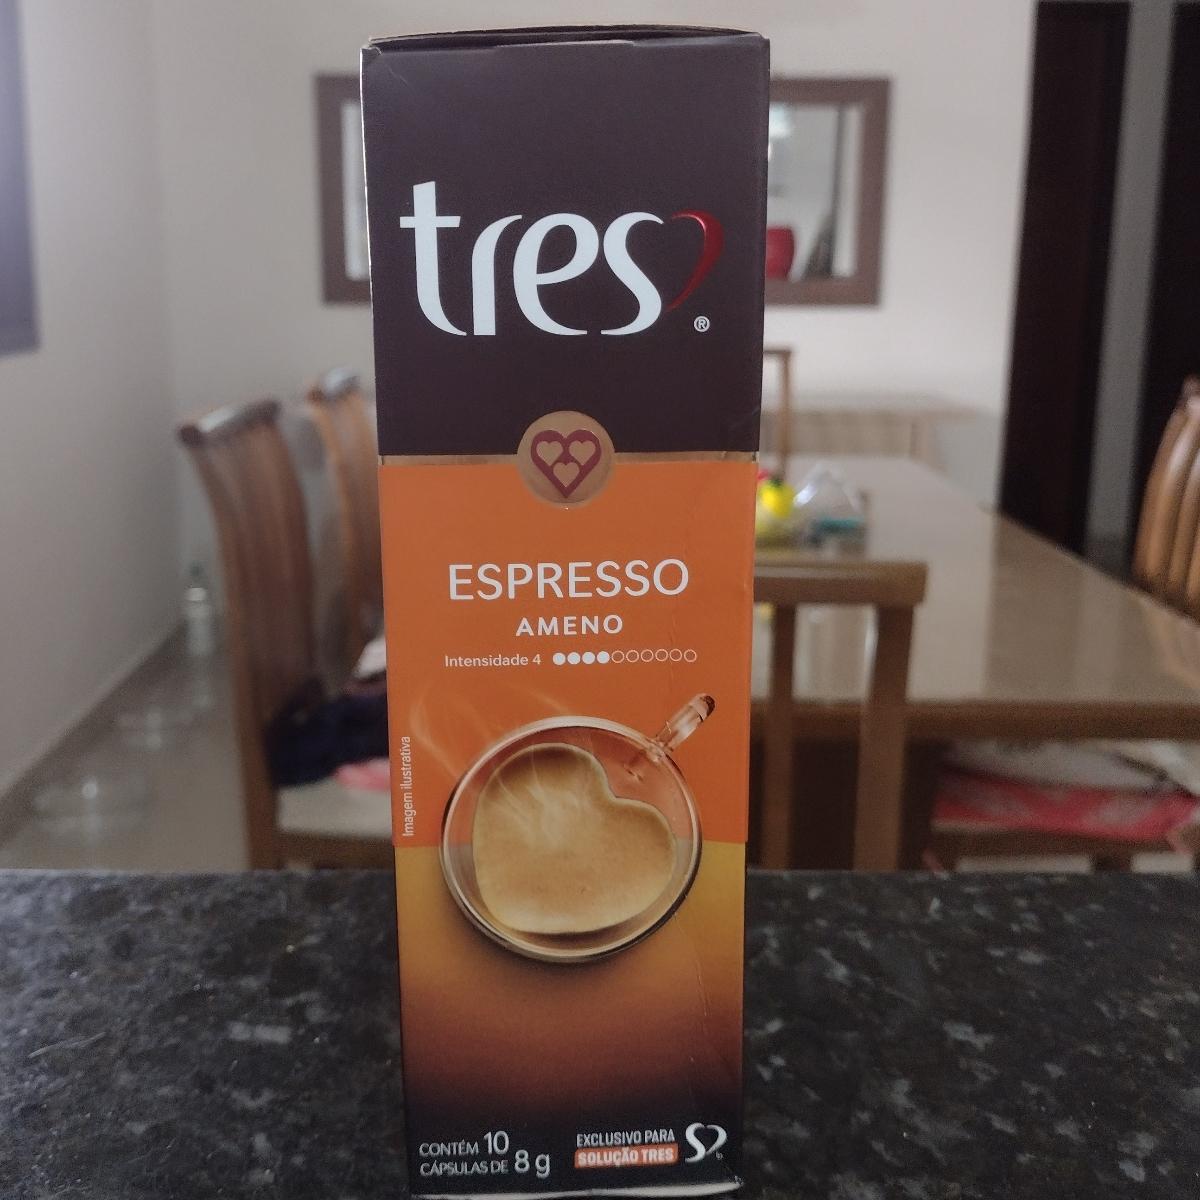 tres
®
ESPRESSO
AMENO
Intensidade 4
Imagem ilustrativa
CONTÉM 10
CÁPSULAS DE 8 g
EXCLUSIVO PARA
SOLUÇÃO TRES